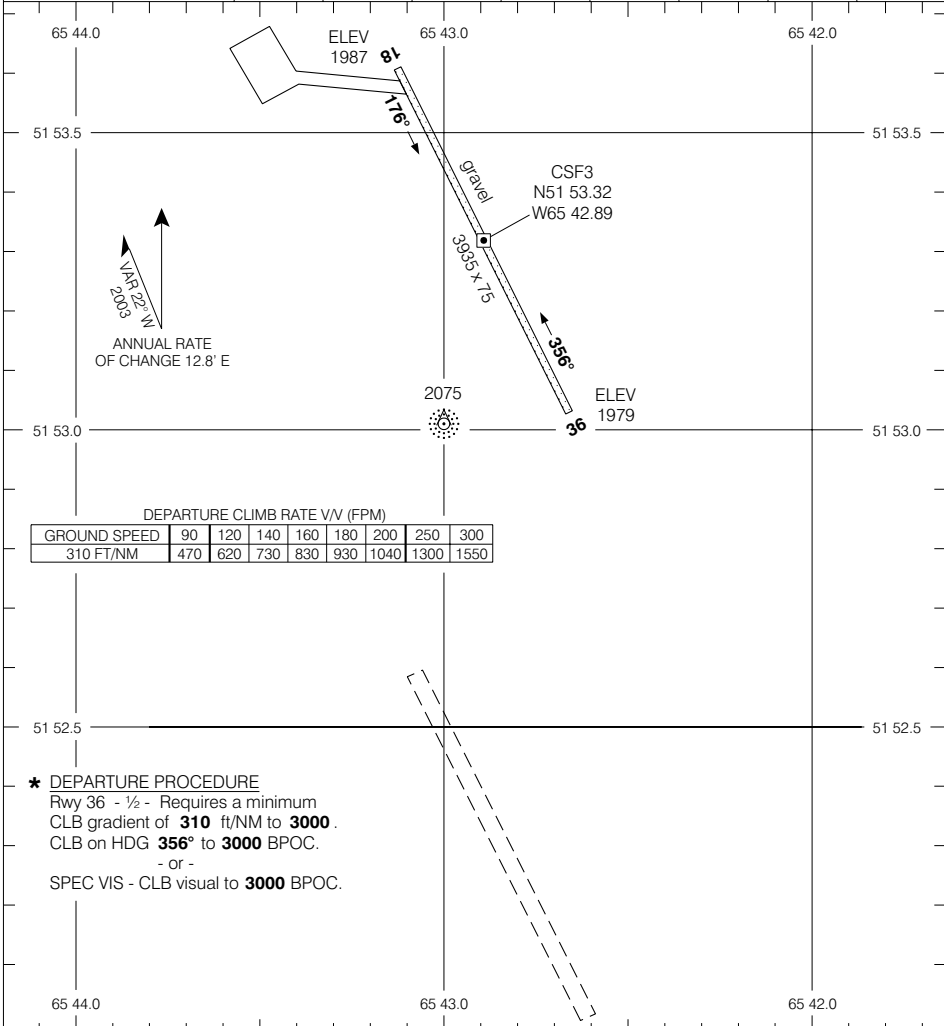 65 44.0
65 43.0
65 42.0
ELEV
1987
18
176°
51 53.5
51 53.5
gravel
CSF3
N51 53.32
W65 42.89
3935 x 75
VAR 22° W
2003
ANNUAL RATE
OF CHANGE 12.8' E
356°
2075
ELEV
1979
36
51 53.0
51 53.0
DEPARTURE CLIMB RATE V/V (FPM)
GROUND SPEED 90 120 140 160 180 200 250 300
310 FT/NM 470 620 730 830 930 1040 1300 1550
51 52.5
51 52.5
* DEPARTURE PROCEDURE
Rwy 36 - ½ - Requires a minimum
CLB gradient of 310 ft/NM to 3000 .
CLB on HDG 356° to 3000 BPOC.
- or -
SPEC VIS - CLB visual to 3000 BPOC.
65 44.0
65 43.0
65 42.0